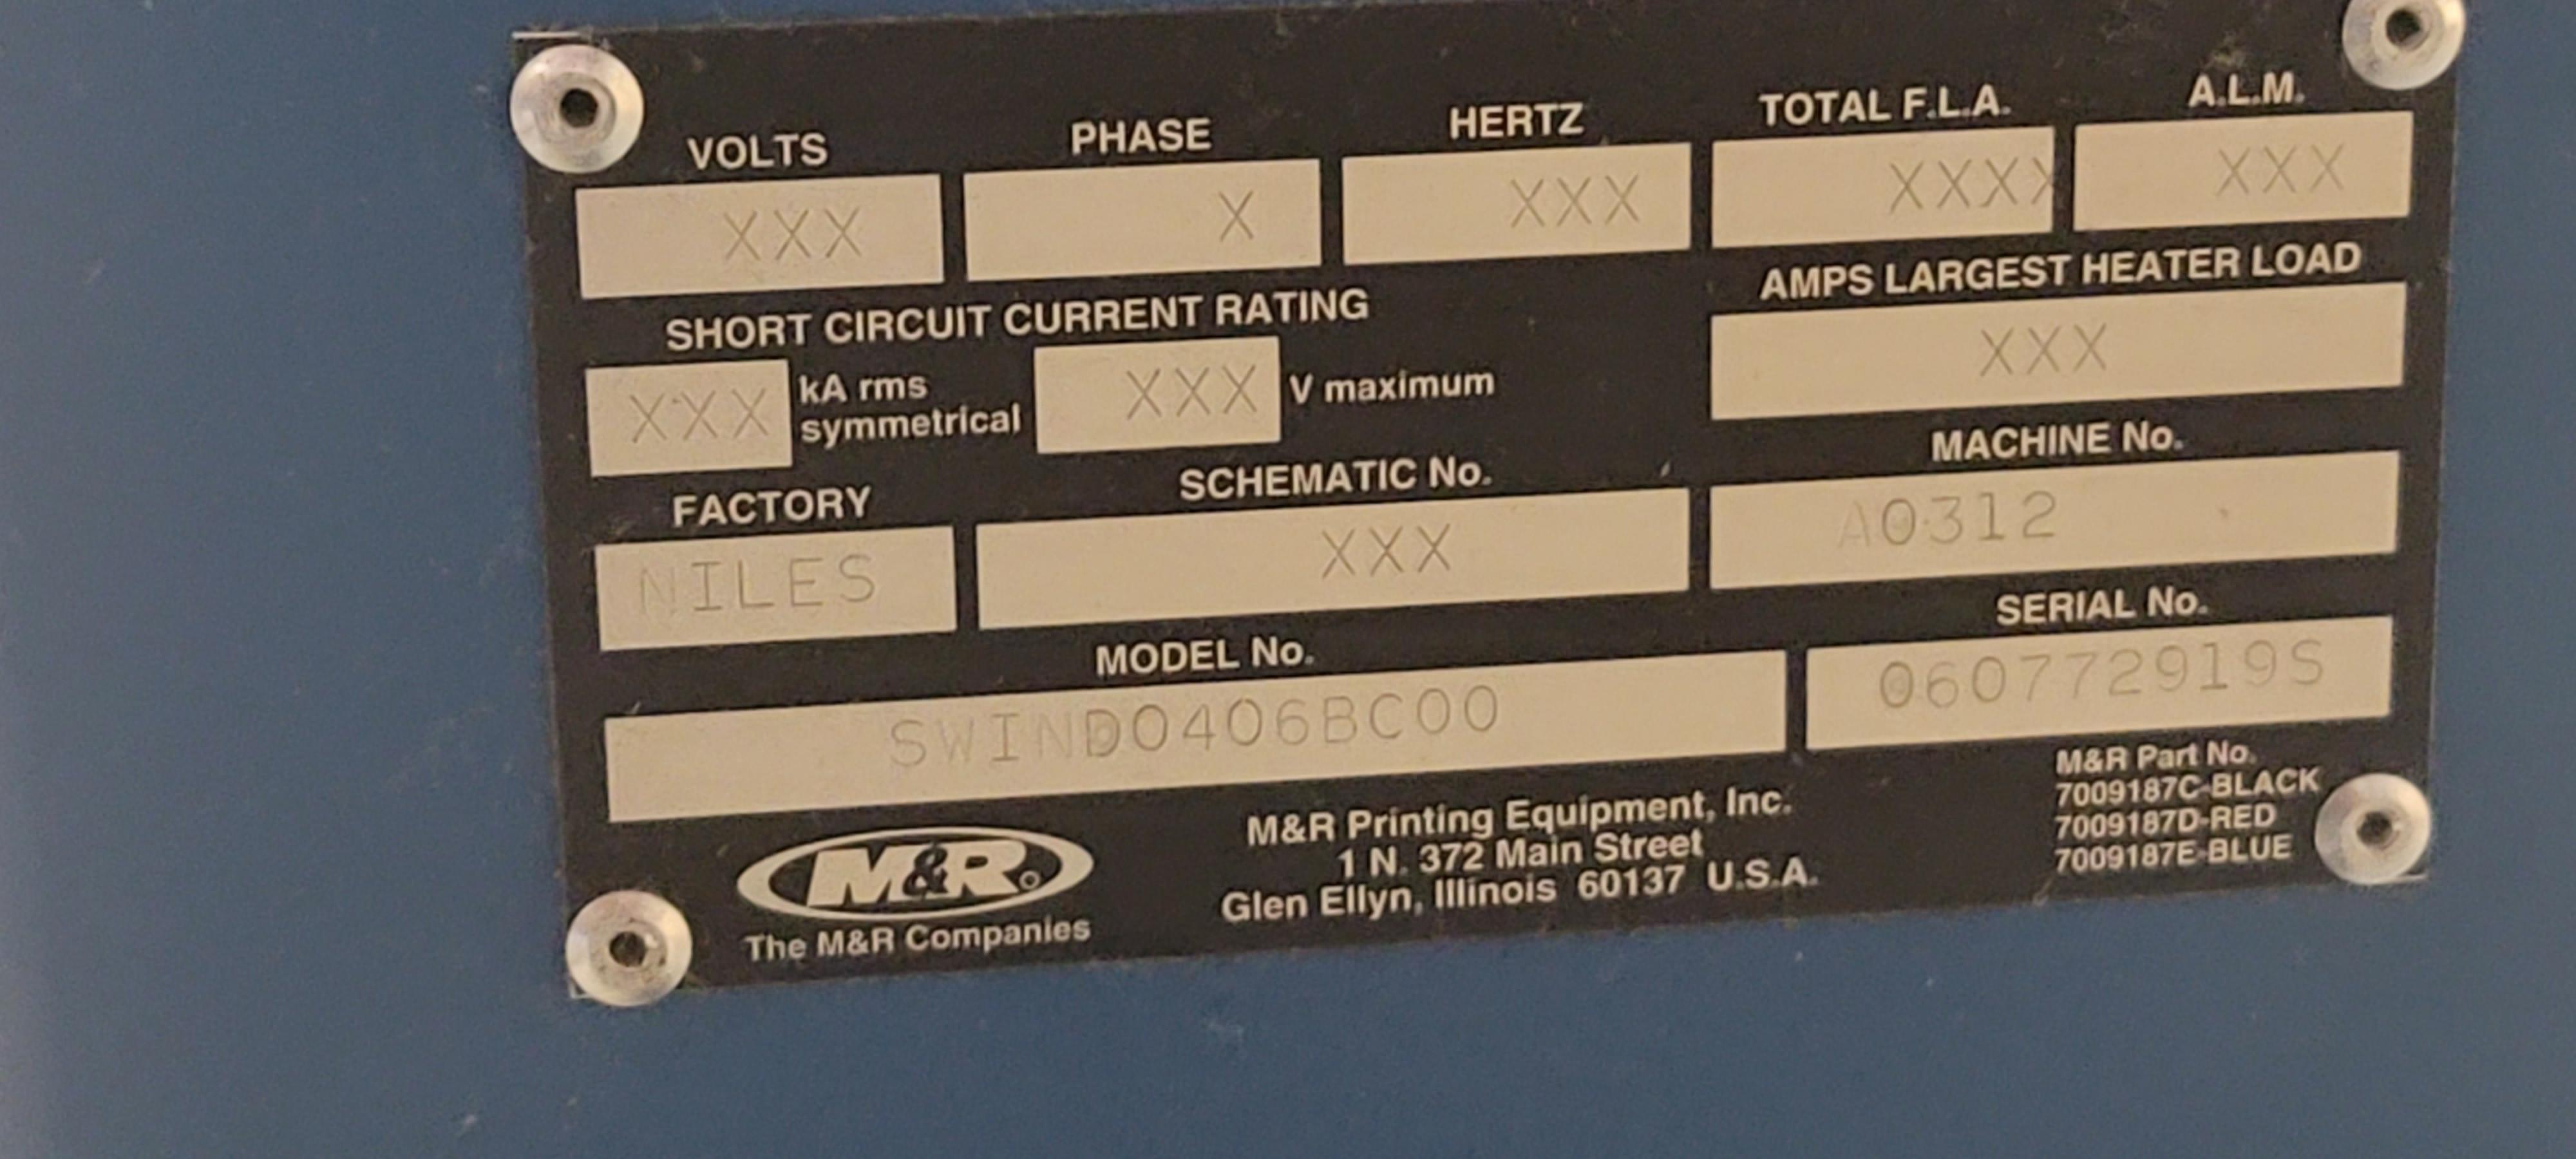 VOLTS PHASE HERTZ TOTAL F.L.A. A.L.M.
XXX X XXX XXXX XXX
SHORT CIRCUIT CURRENT RATING AMPS LARGEST HEATER LOAD
XXX kA rms symmetrical XXX V maximum XXX
FACTORY SCHEMATIC No. MACHINE No.
NILES XXX A0312
MODEL No. SERIAL No.
SWIND0406BC00 060772919S
M&R®
The M&R Companies
M&R Printing Equipment, Inc.
1 N. 372 Main Street
Glen Ellyn, Illinois 60137 U.S.A.
M&R Part No.
7009187C-BLACK
7009187D-RED
7009187E-BLUE